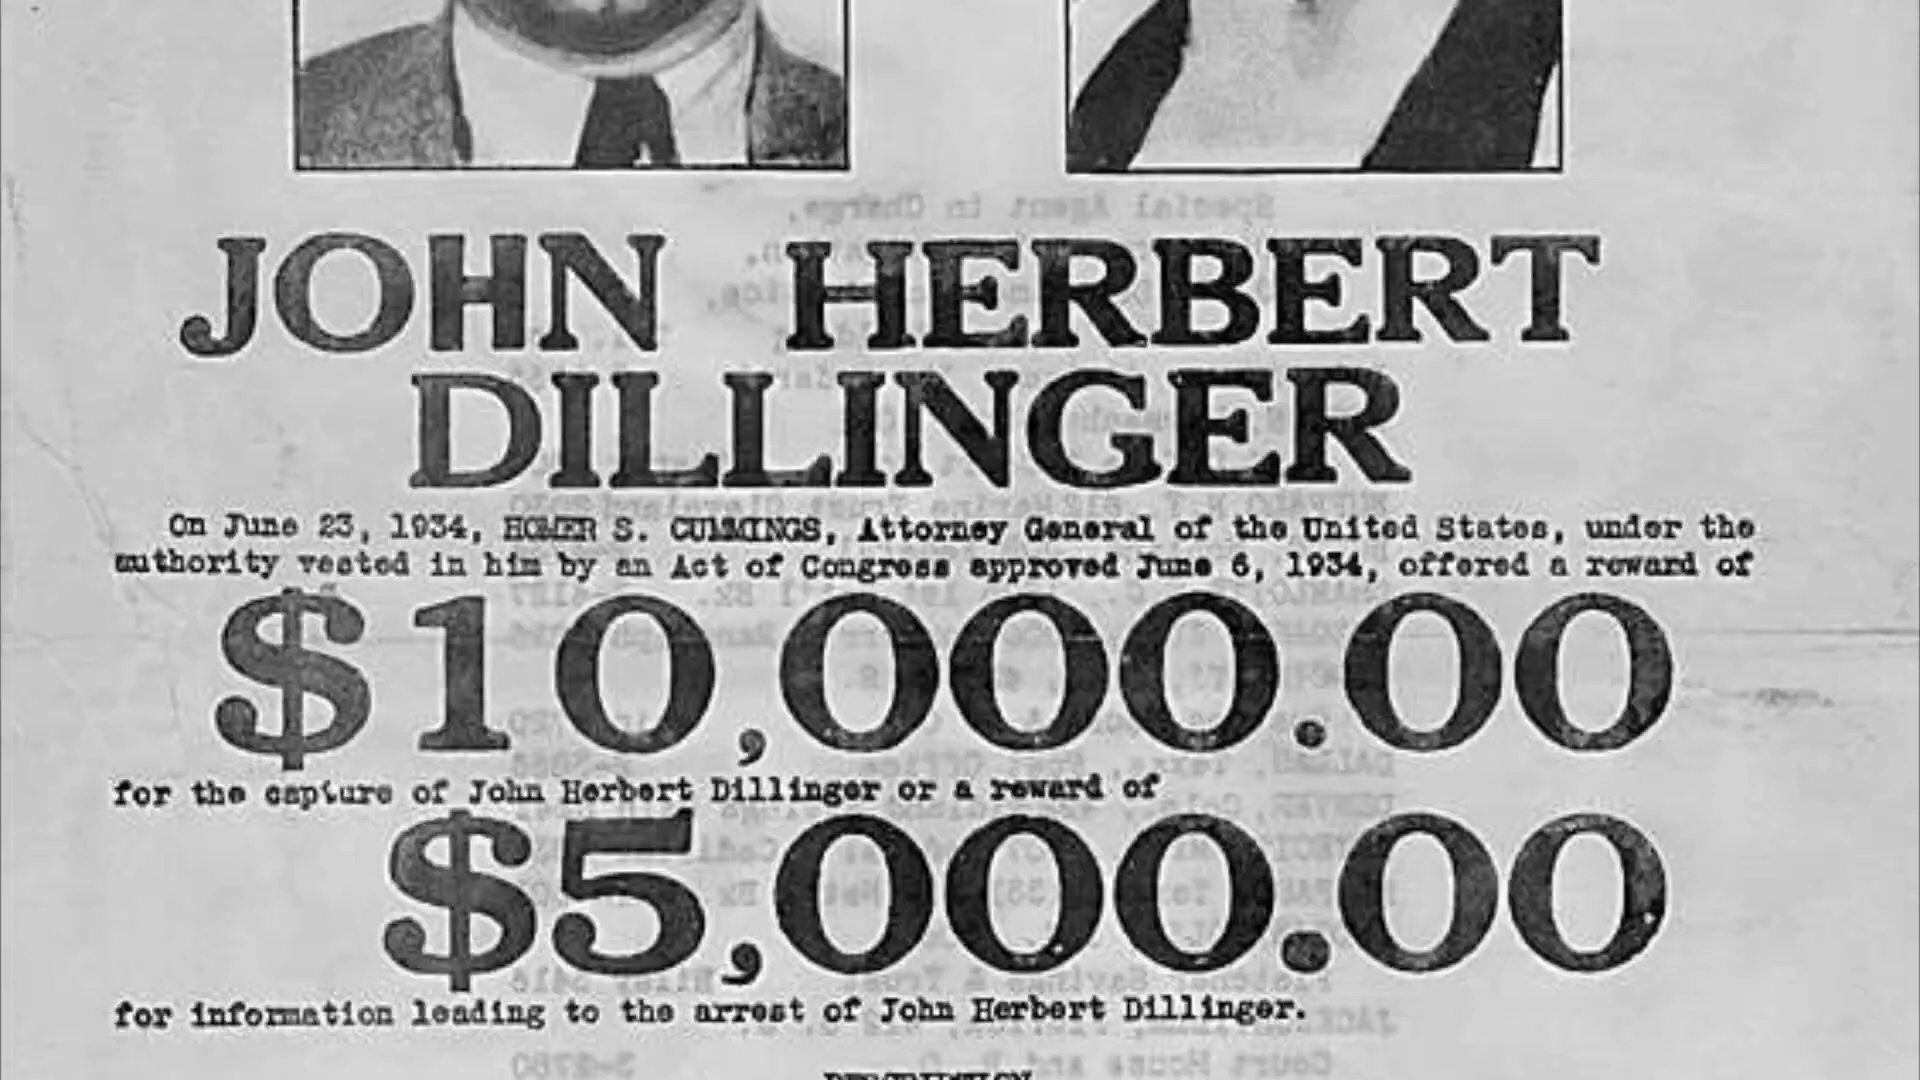 JOHN HERBERT
DILLINGER
On June 23, 1934, HOMER S. CUMMINGS, Attorney General of the United States, under the
authority vested in him by an Act of Congress approved June 6, 1934, offered a reward of
$10,000.00
for the capture of John Herbert Dillinger or a reward of
$5,000.00
for information leading to the arrest of John Herbert Dillinger.